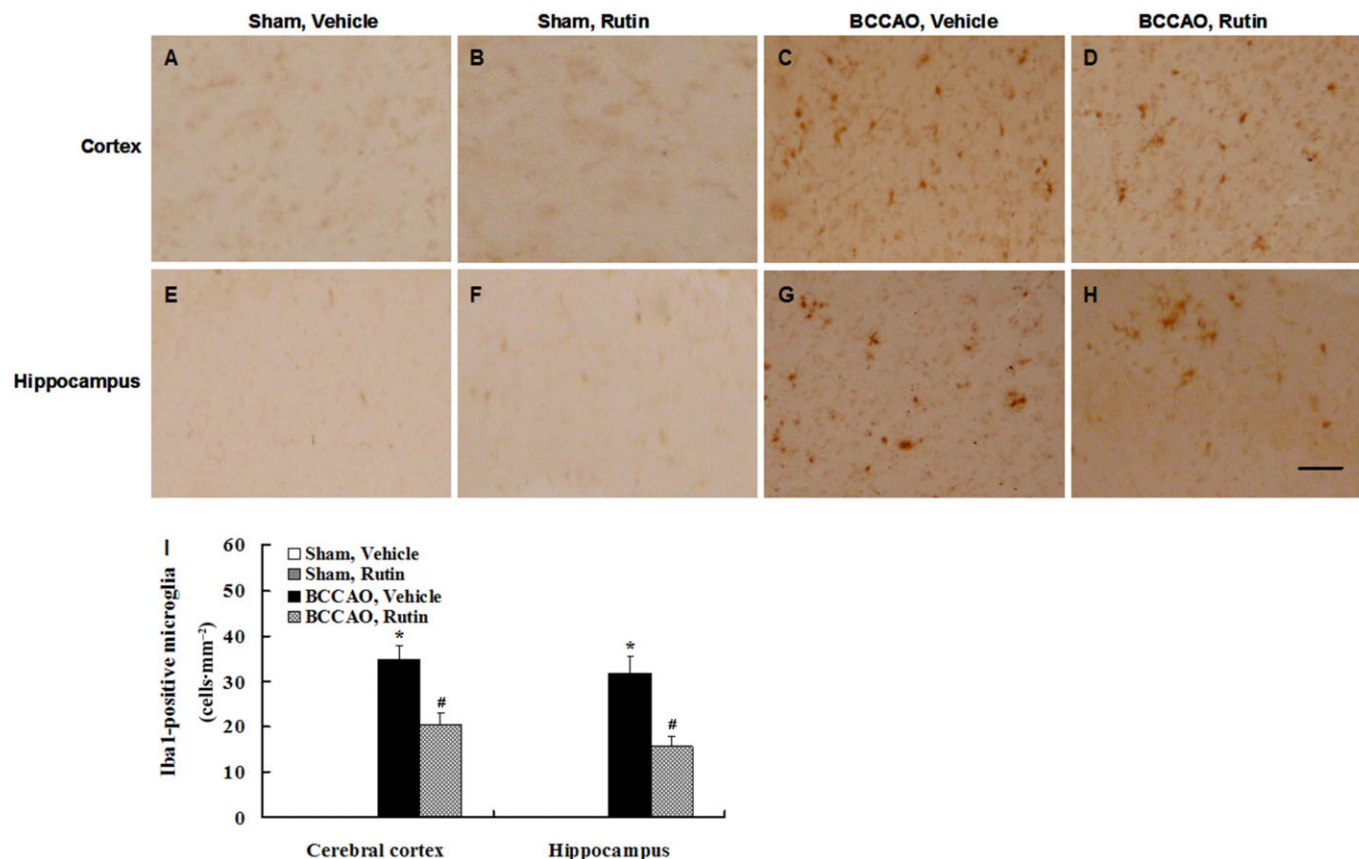 Sham, Vehicle Sham, Rutin BCCAO, Vehicle BCCAO, Rutin
A B C D
Cortex
E F G H
Hippocampus
I
Iba1-positive microglia
(cells·mm⁻²)
60
50
40
30
20
10
0
Sham, Vehicle
Sham, Rutin
BCCAO, Vehicle
BCCAO, Rutin
* *
# #
Cerebral cortex Hippocampus